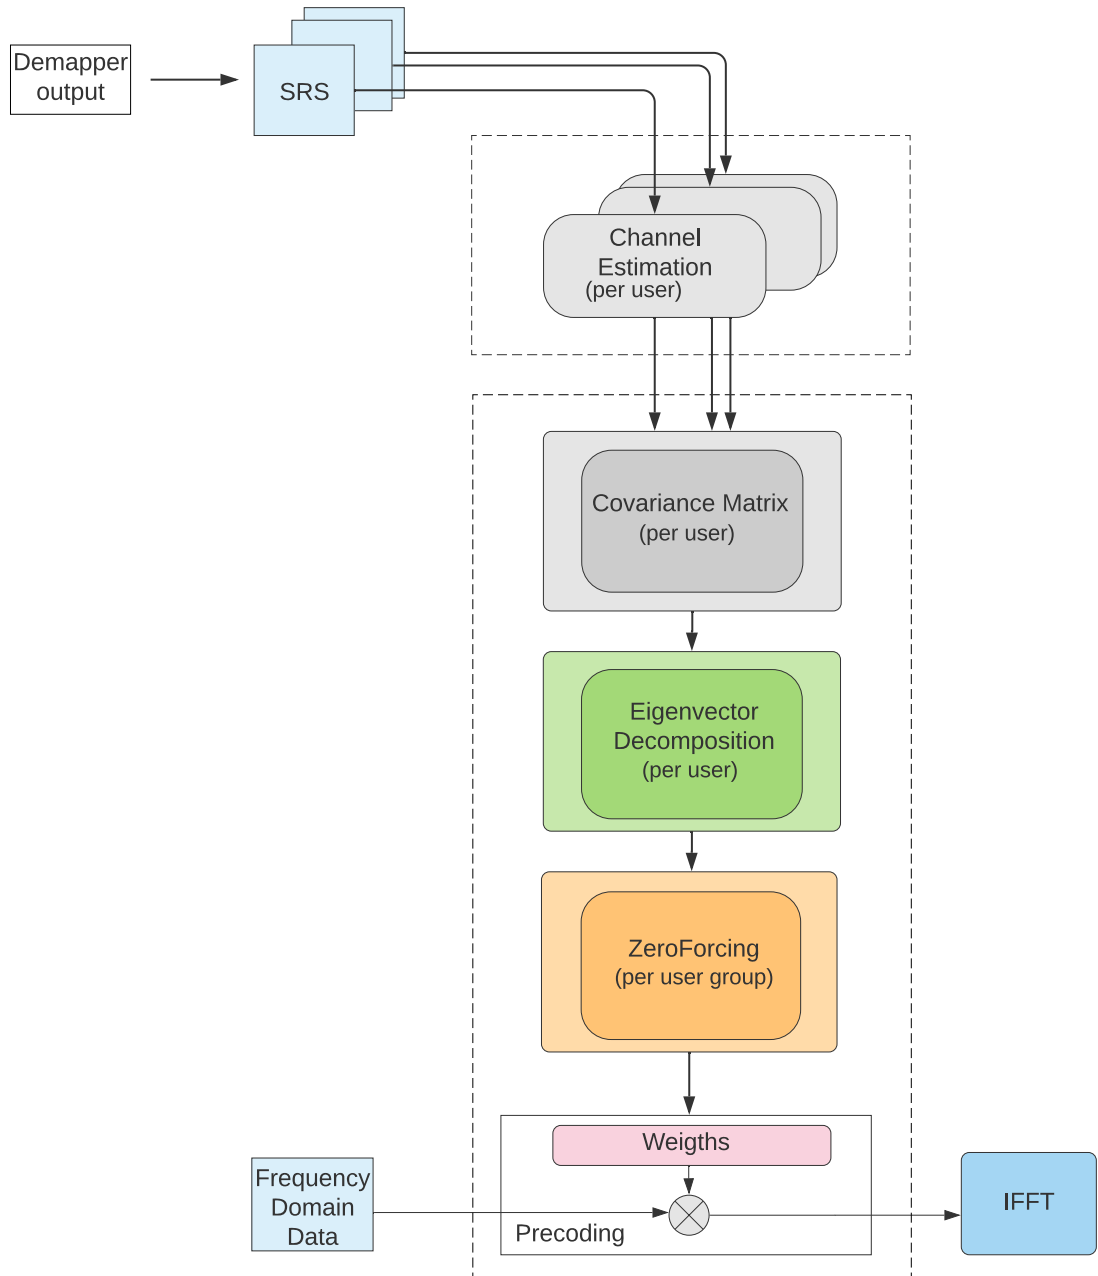 Demapper
output
SRS
Channel
Estimation
(per user)
Covariance Matrix
(per user)
Eigenvector
Decomposition
(per user)
ZeroForcing
(per user group)
Weigths
Frequency
Domain
Data
Precoding
IFFT